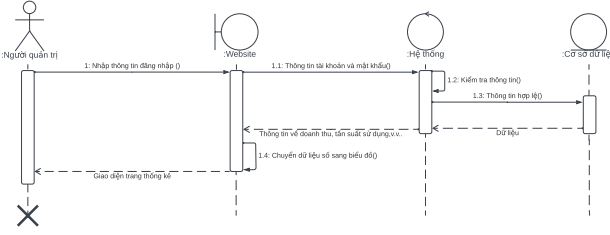 :Người quản trị
:Website
:Hệ thống
:Cơ sở dữ liệu
1: Nhập thông tin đăng nhập ()
1.1: Thông tin tài khoản và mật khẩu()
1.2: Kiểm tra thông tin()
1.3: Thông tin hợp lệ()
Dữ liệu
Thông tin về doanh thu, tần suất sử dụng,v.v..
1.4: Chuyển dữ liệu số sang biểu đồ()
Giao diện trang thống kê